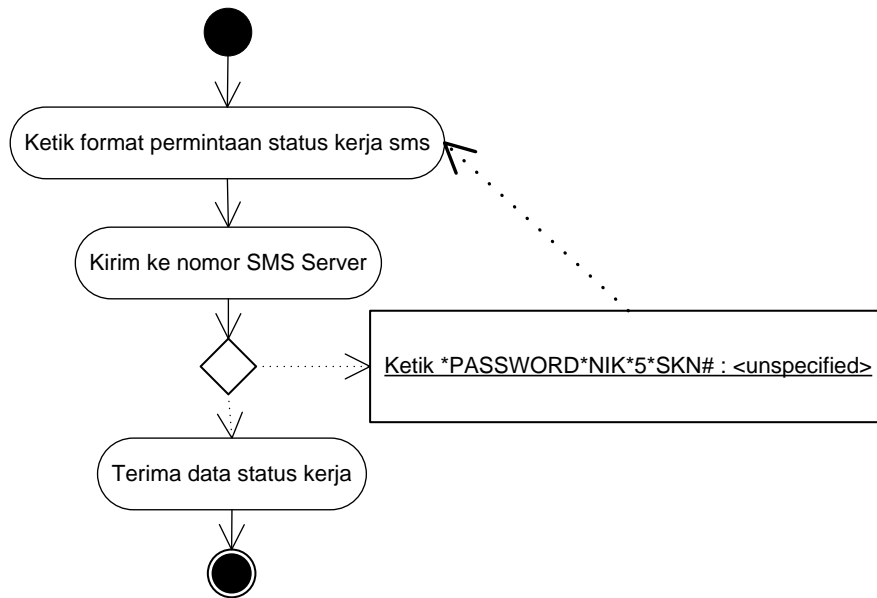 Ketik format permintaan status kerja sms
Kirim ke nomor SMS Server
Ketik *PASSWORD*NIK*5*SKN# : <unspecified>
Terima data status kerja